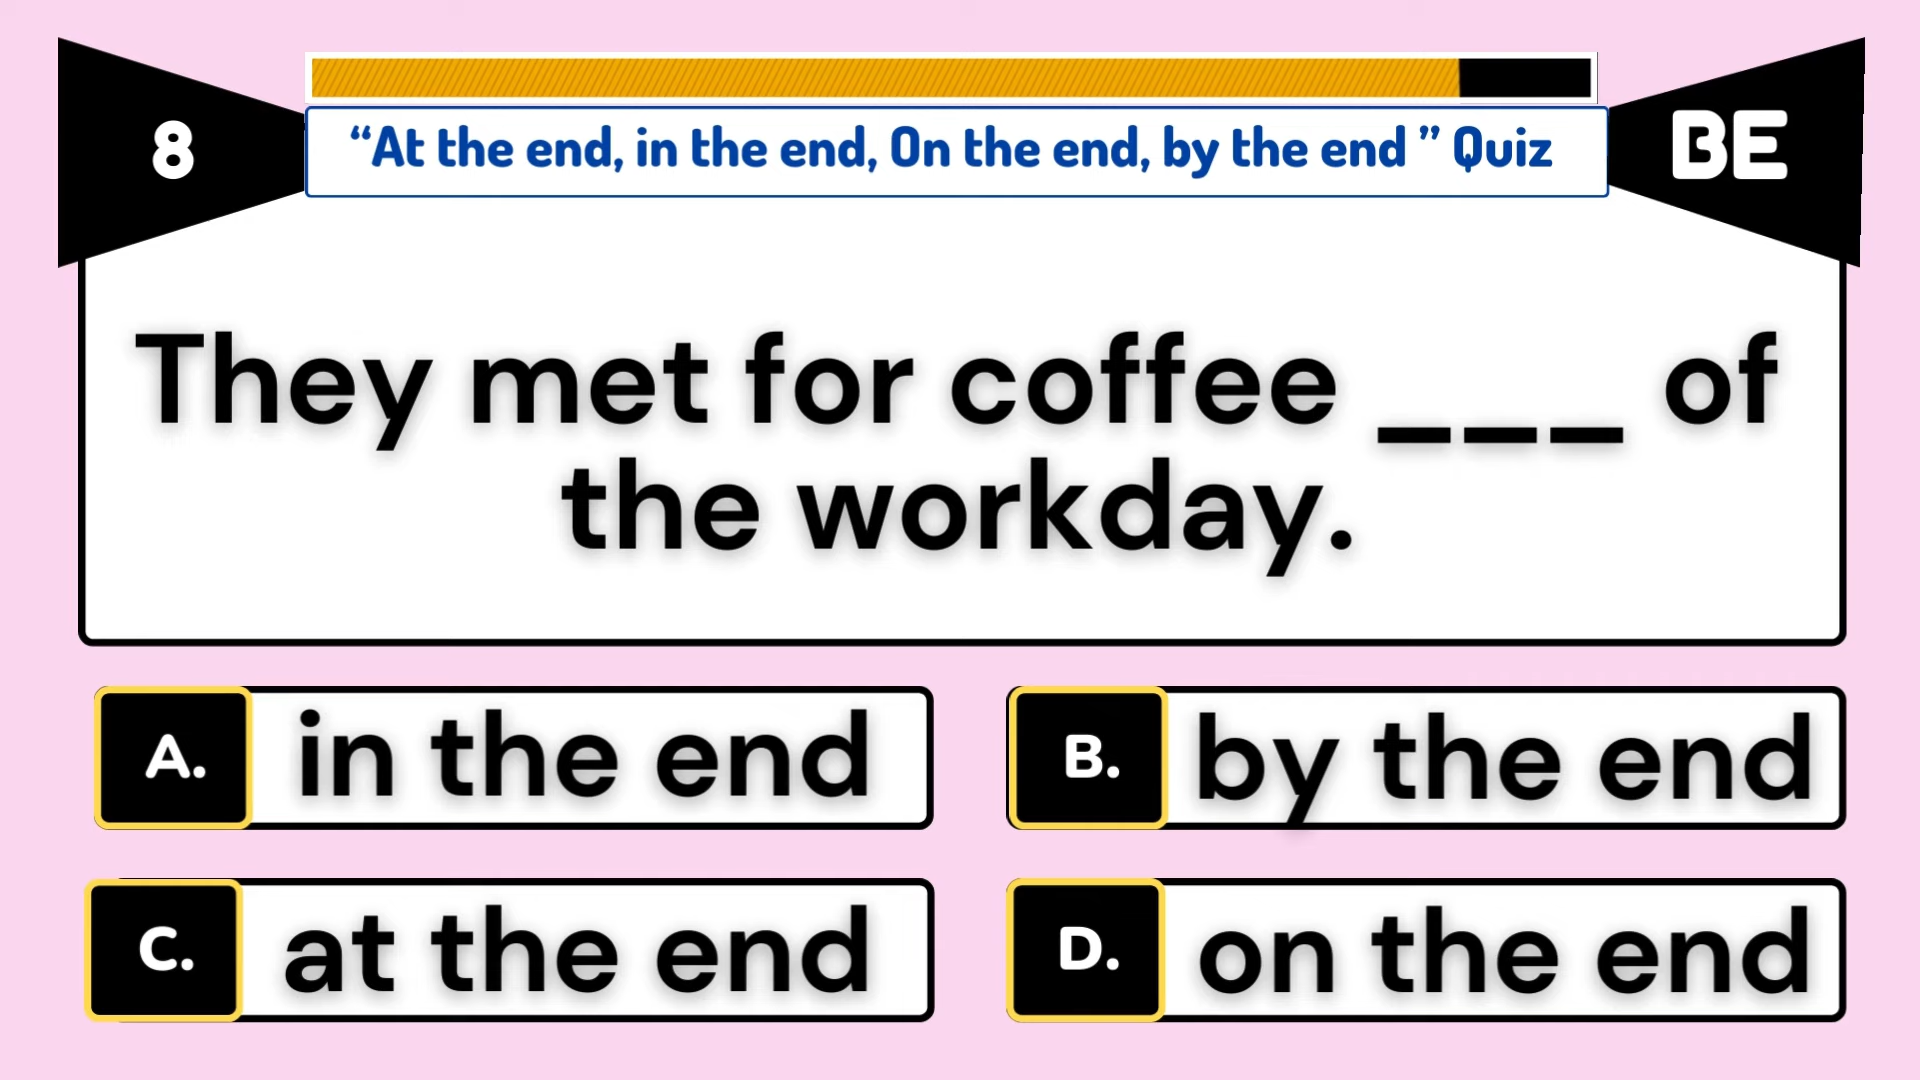 8
“At the end, in the end, On the end, by the end ” Quiz
BE
They met for coffee ___ of
the workday.
A. in the end
B. by the end
C. at the end
D. on the end